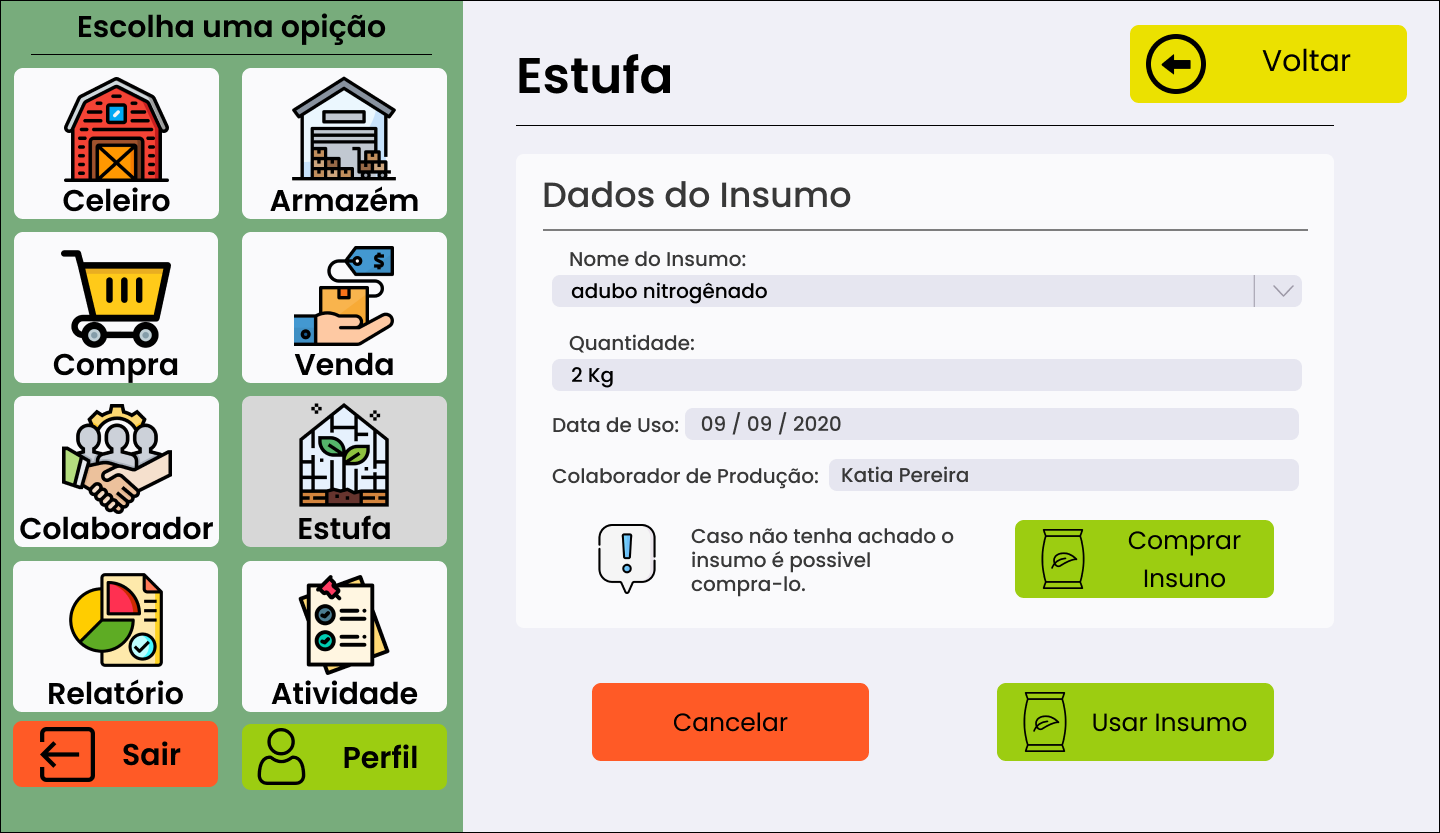 Escolha uma opição
Celeiro
Armazém
Compra
Venda
Colaborador
Estufa
Relatório
Atividade
Sair
Perfil
Estufa
Voltar
Dados do Insumo
Nome do Insumo:
adubo nitrogênado
Quantidade:
2 Kg
Data de Uso: 09 / 09 / 2020
Colaborador de Produção: Katia Pereira
Caso não tenha achado o
insumo é possivel
compra-lo.
Comprar
Insuno
Cancelar
Usar Insumo